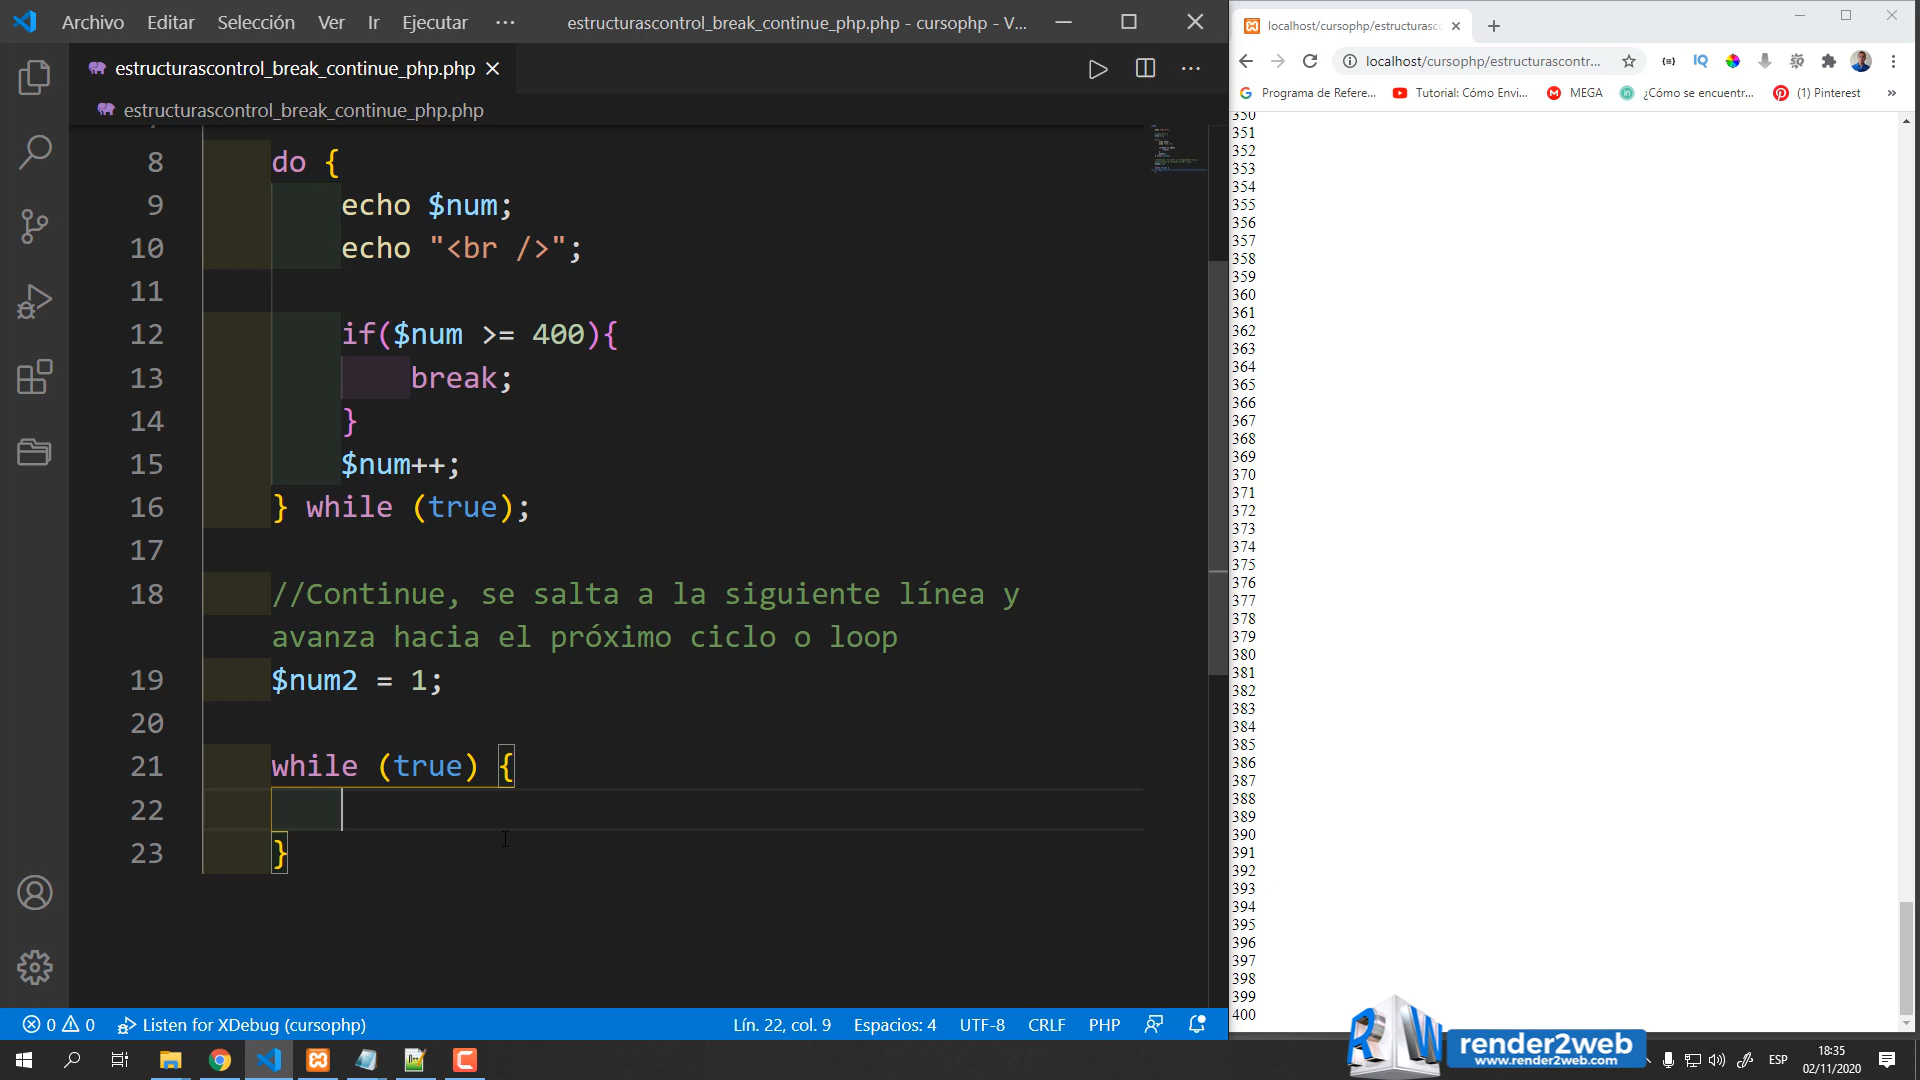 Archivo Editar Selección Ver Ir Ejecutar ···
estructurascontrol_break_continue_php.php - cursophp - V...
estructurascontrol_break_continue_php.php
estructurascontrol_break_continue_php.php
8 do {
9 echo $num;
10 echo "<br />";
11
12 if($num >= 400){
13 break;
14 }
15 $num++;
16 } while (true);
17
18 //Continue, se salta a la siguiente línea y
avanza hacia el próximo ciclo o loop
19 $num2 = 1;
20
21 while (true) {
22
23 }
0 0 Listen for XDebug (cursophp)
Lín. 22, col. 9 Espacios: 4 UTF-8 CRLF PHP
localhost/cursophp/estructurasc
localhost/cursophp/estructurascontr...
Programa de Refere... Tutorial: Cómo Envi... MEGA ¿Cómo se encuentr... (1) Pinterest »
350
351
352
353
354
355
356
357
358
359
360
361
362
363
364
365
366
367
368
369
370
371
372
373
374
375
376
377
378
379
380
381
382
383
384
385
386
387
388
389
390
391
392
393
394
395
396
397
398
399
400
RW render2web
www.render2web.com
ESP
18:35
02/11/2020